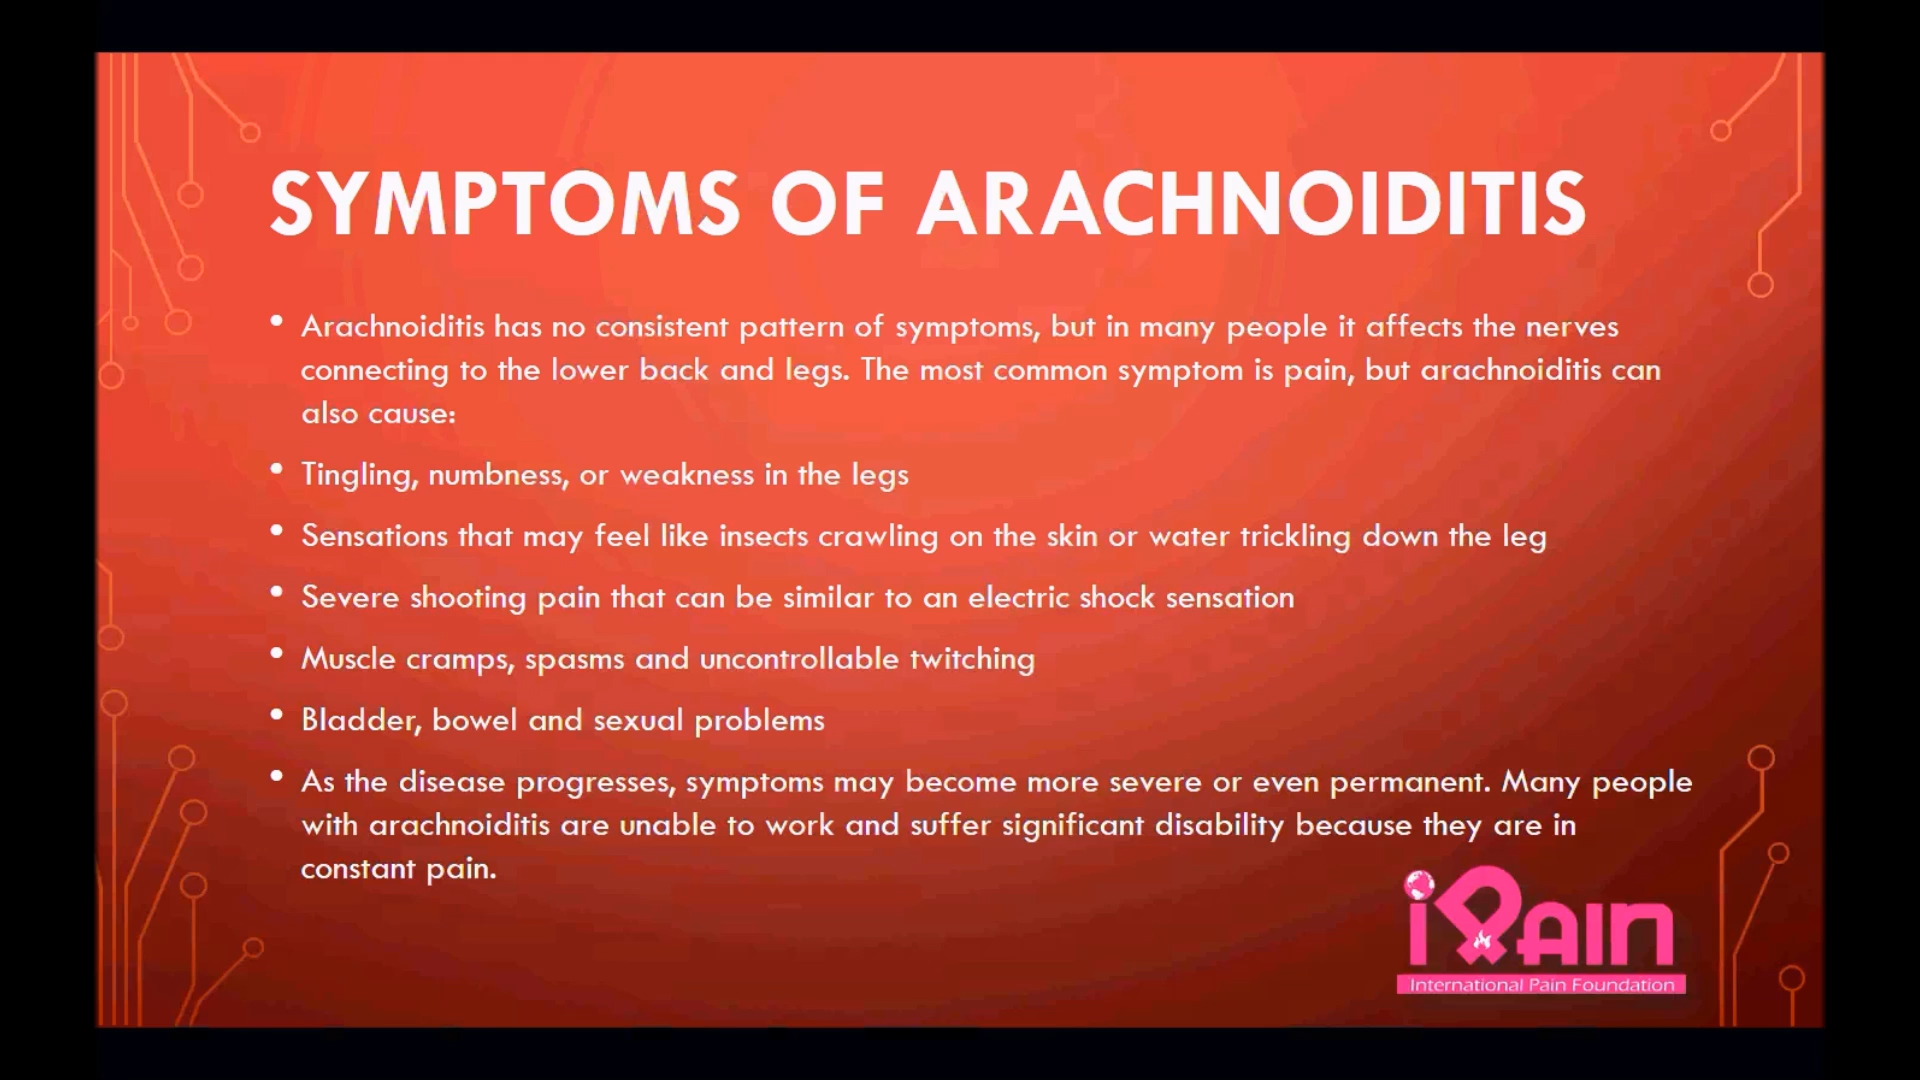 SYMPTOMS OF ARACHNOIDITIS
• Arachnoiditis has no consistent pattern of symptoms, but in many people it affects the nerves
connecting to the lower back and legs. The most common symptom is pain, but arachnoiditis can
also cause:
• Tingling, numbness, or weakness in the legs
• Sensations that may feel like insects crawling on the skin or water trickling down the leg
• Severe shooting pain that can be similar to an electric shock sensation
• Muscle cramps, spasms and uncontrollable twitching
• Bladder, bowel and sexual problems
• As the disease progresses, symptoms may become more severe or even permanent. Many people
with arachnoiditis are unable to work and suffer significant disability because they are in
constant pain.
iPain
International Pain Foundation